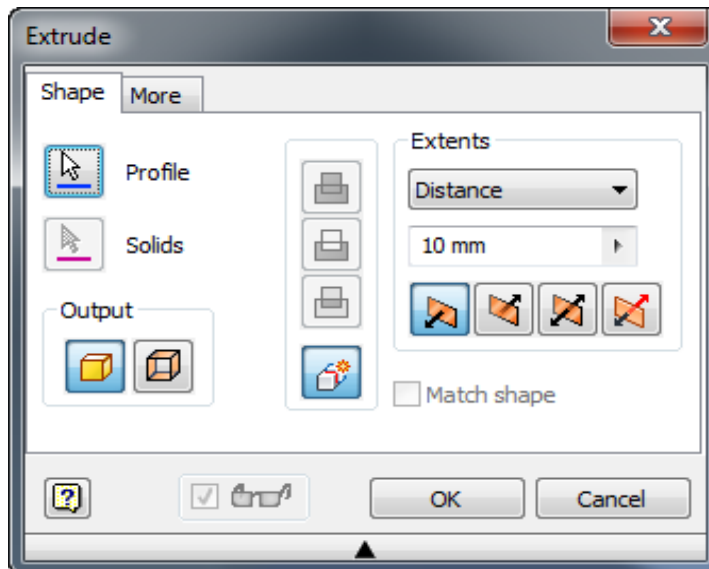 Extrude
Shape
More
Profile
Solids
Output
Extents
Distance
10 mm
Match shape
?
OK
Cancel